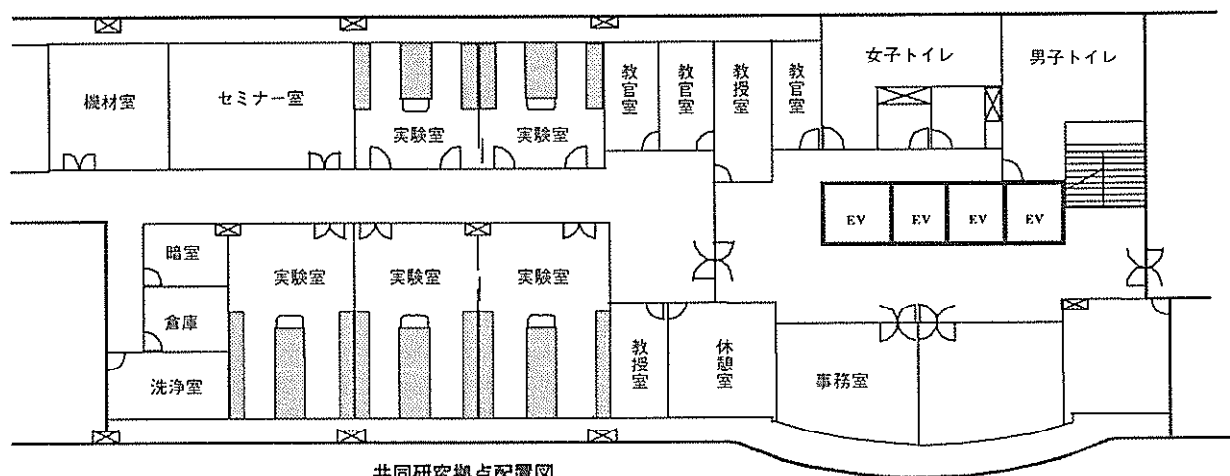 機材室
セミナー室
実験室
実験室
教官室
教官室
教授室
教官室
女子トイレ
男子トイレ
EV
EV
EV
EV
暗室
倉庫
洗浄室
実験室
実験室
実験室
教授室
休憩室
事務室
共同研究拠点配置図